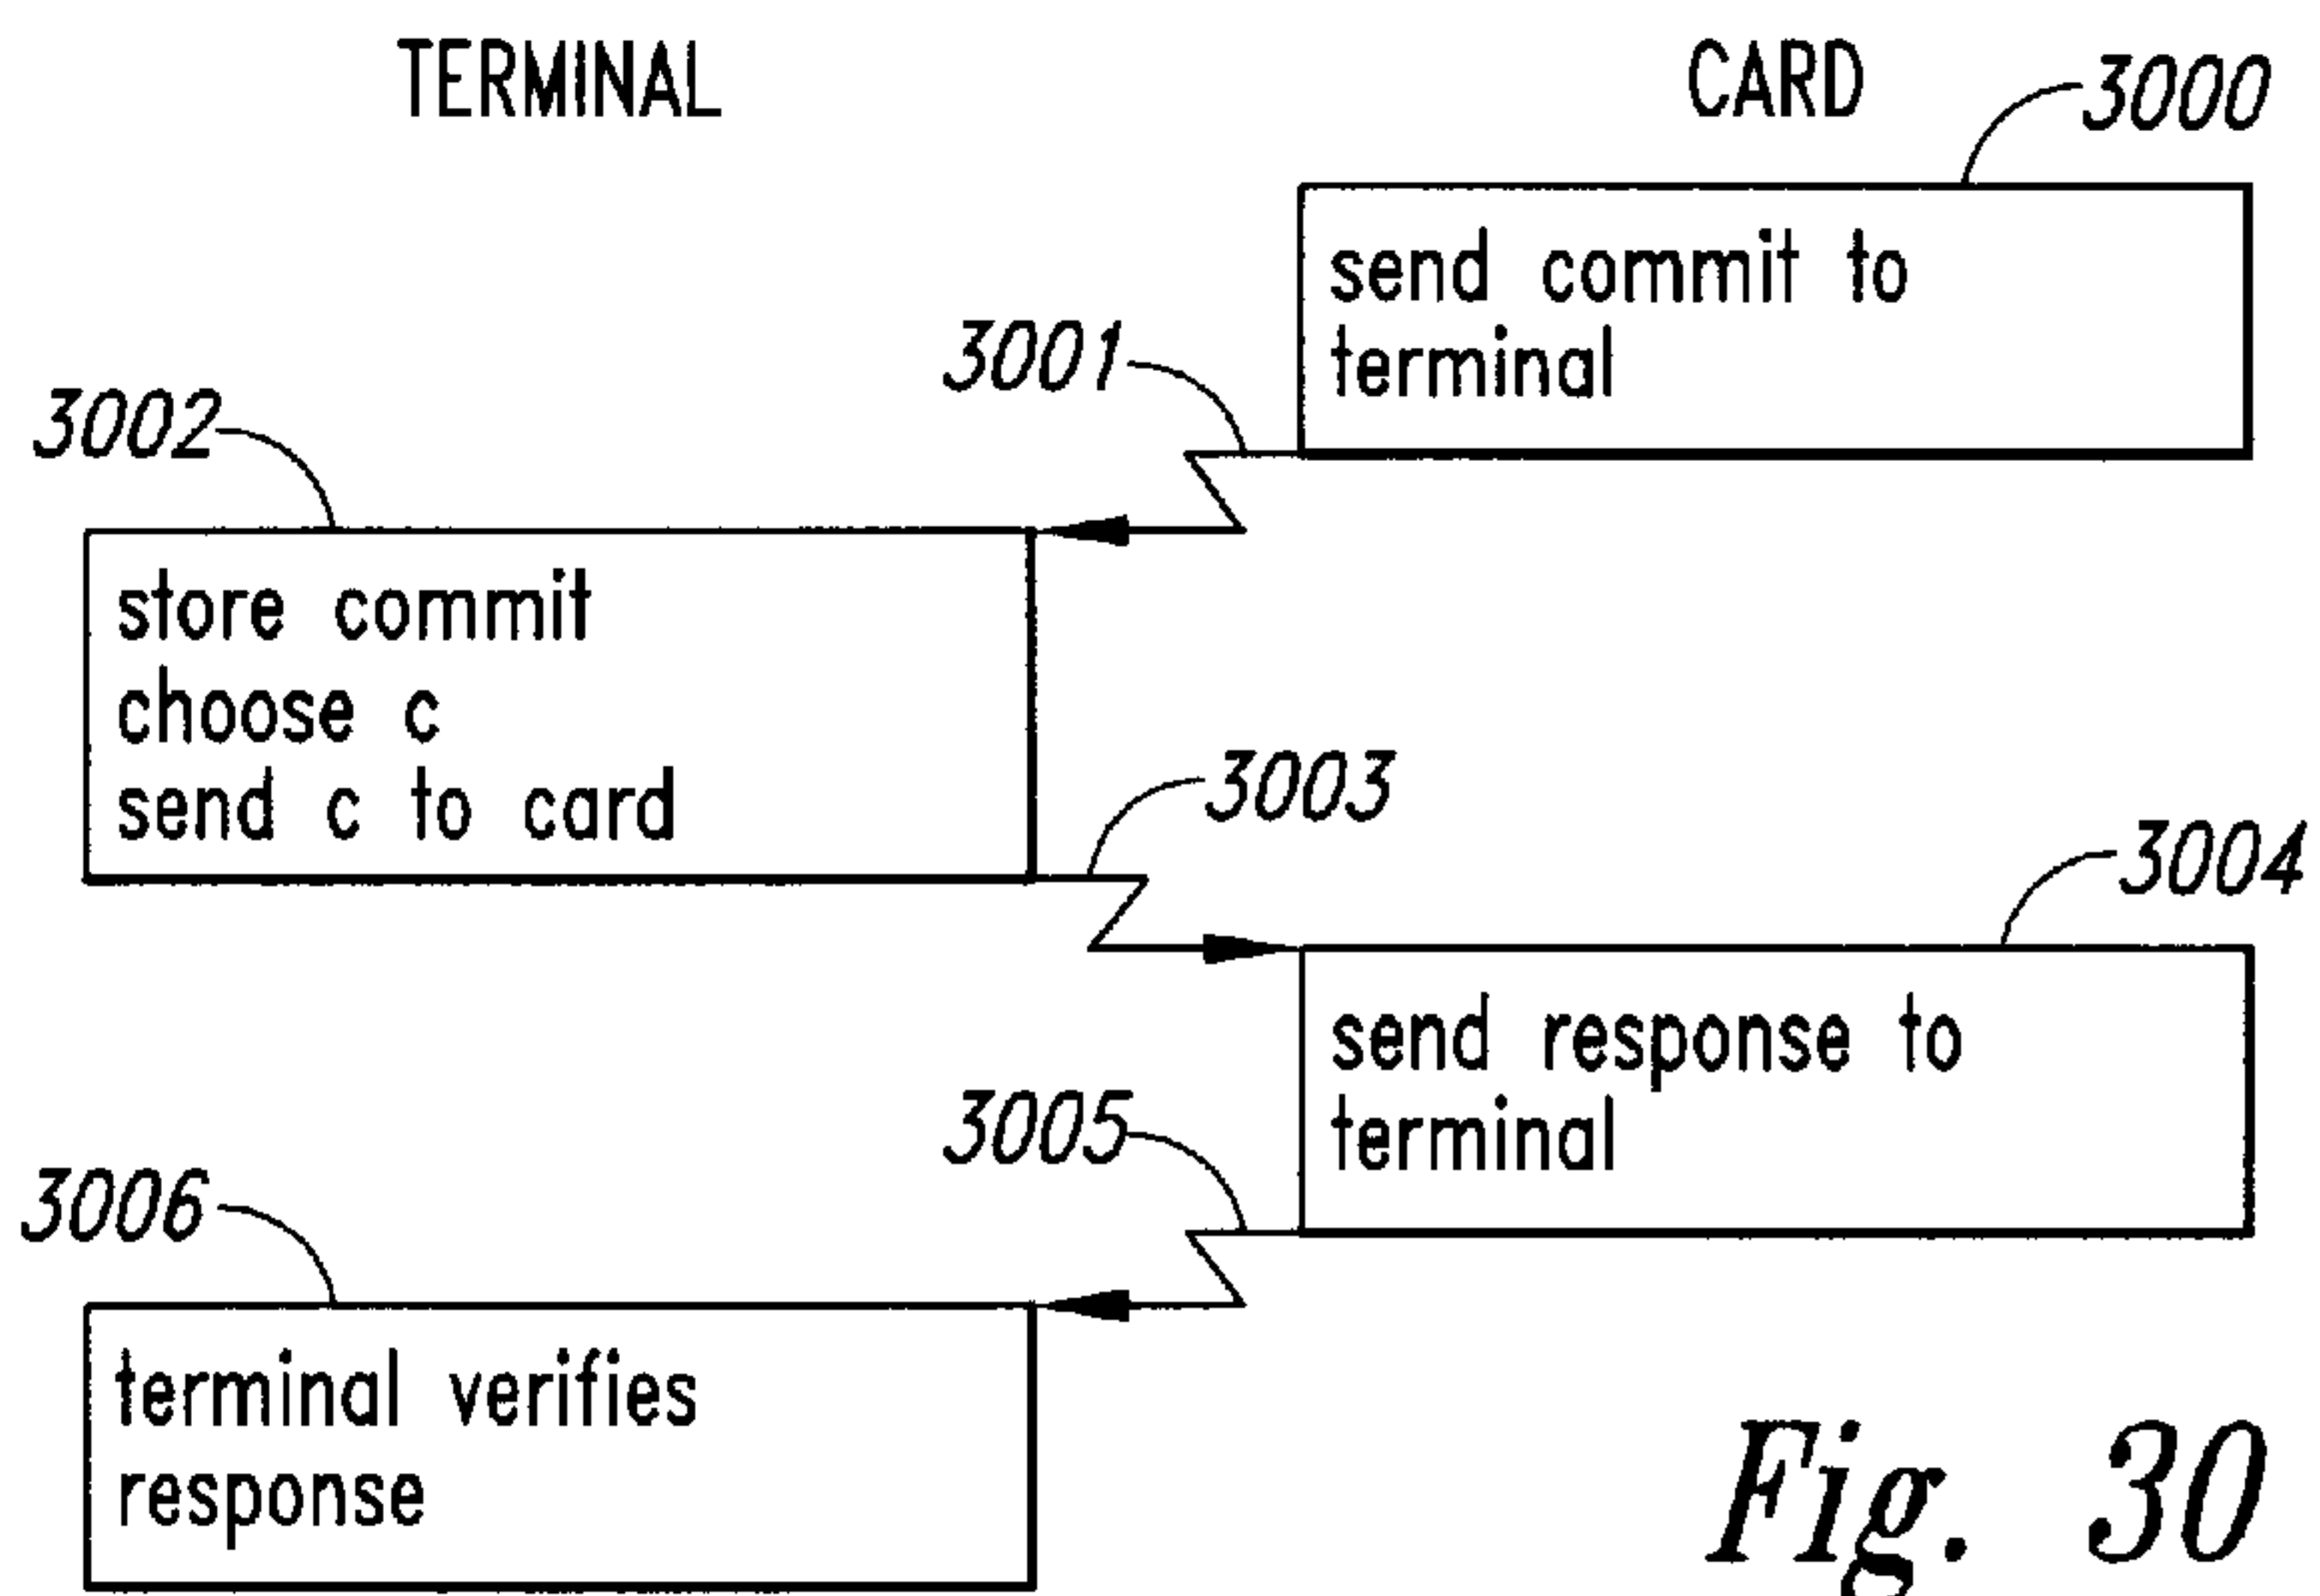 TERMINAL
CARD
3000
send commit to
terminal
3001
3002
store commit
choose c
send c to card
3003
3004
send response to
terminal
3005
3006
terminal verifies
response
Fig. 30